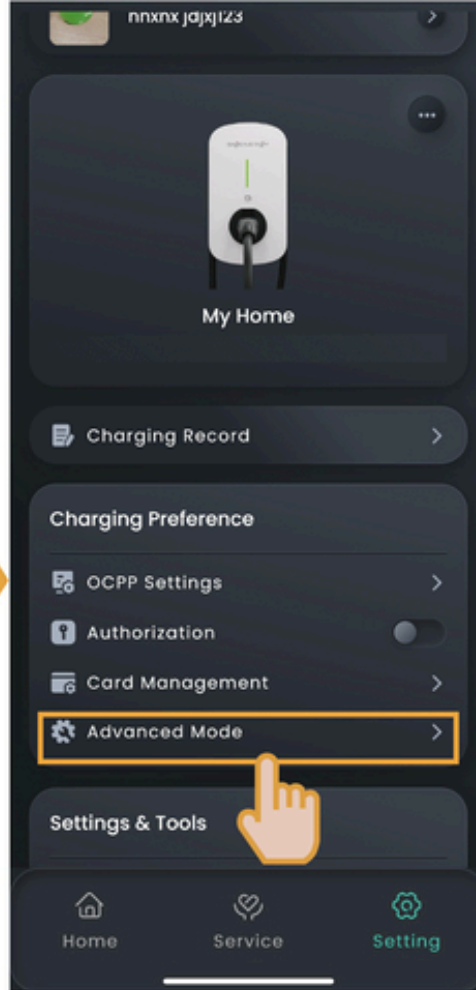 nnxnx jdjxj123
My Home
Charging Record
Charging Preference
OCPP Settings
Authorization
Card Management
Advanced Mode
Settings & Tools
Home
Service
Setting